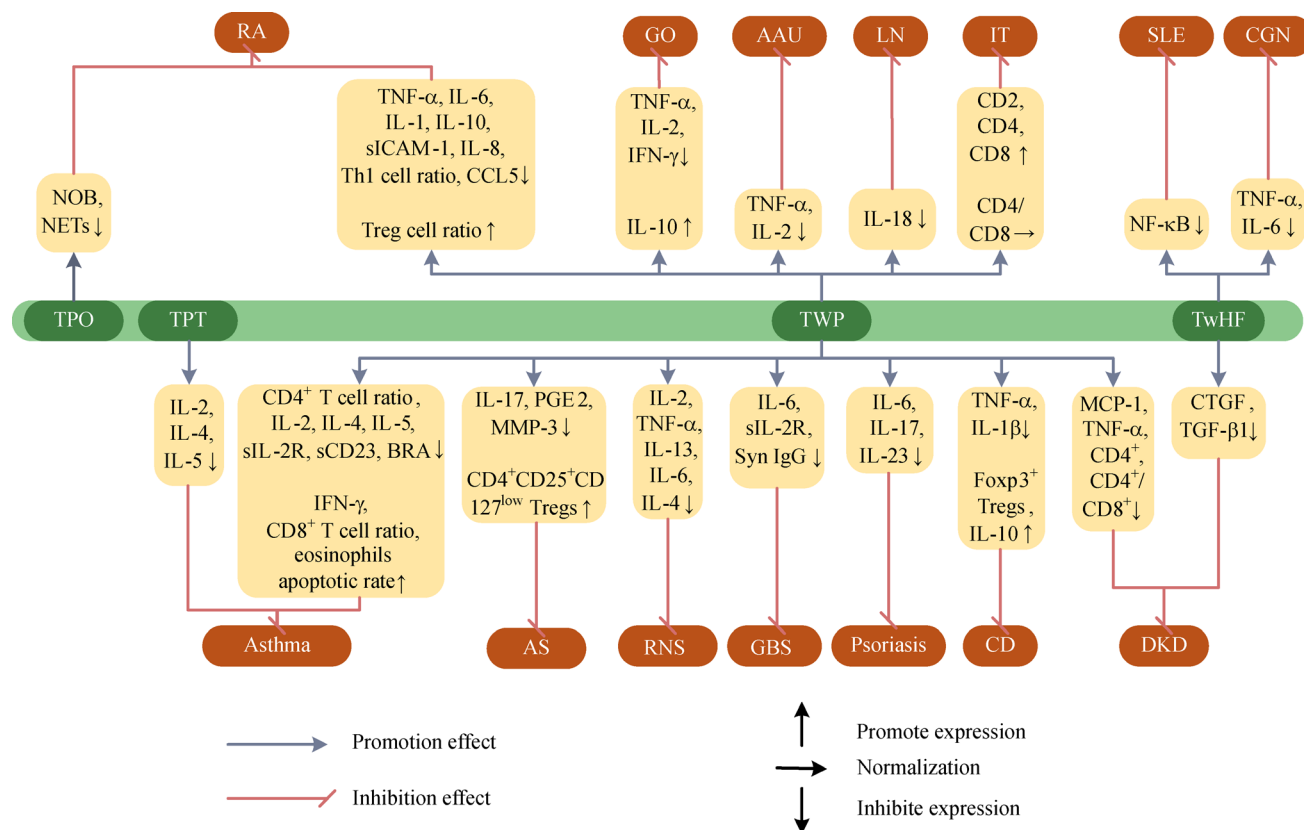 RA
GO
AAU
LN
IT
SLE
CGN
NOB,
NETs↓
TNF-α, IL-6,
IL-1, IL-10,
sICAM-1, IL-8,
Th1 cell ratio, CCL5↓
Treg cell ratio ↑
TNF-α,
IL-2,
IFN-γ↓
IL-10 ↑
TNF-α,
IL-2 ↓
IL-18 ↓
CD2,
CD4,
CD8 ↑
CD4/
CD8 →
NF-κB ↓
TNF-α,
IL-6 ↓
TPO
TPT
TWP
TwHF
IL-2,
IL-4,
IL-5 ↓
CD4⁺ T cell ratio,
IL-2, IL-4, IL-5,
sIL-2R, sCD23, BRA↓
IFN-γ,
CD8⁺ T cell ratio,
eosinophils
apoptotic rate↑
IL-17, PGE2,
MMP-3 ↓
CD4⁺CD25⁺CD
127ˡᵒʷ Tregs ↑
IL-2,
TNF-α,
IL-13,
IL-6,
IL-4 ↓
IL-6,
sIL-2R,
Syn IgG ↓
IL-6,
IL-17,
IL-23 ↓
TNF-α,
IL-1β↓
Foxp3⁺
Tregs,
IL-10 ↑
MCP-1,
TNF-α,
CD4⁺,
CD4⁺/
CD8⁺↓
CTGF,
TGF-β1↓
Asthma
AS
RNS
GBS
Psoriasis
CD
DKD
Promotion effect
Inhibition effect
Promote expression
Normalization
Inhibite expression